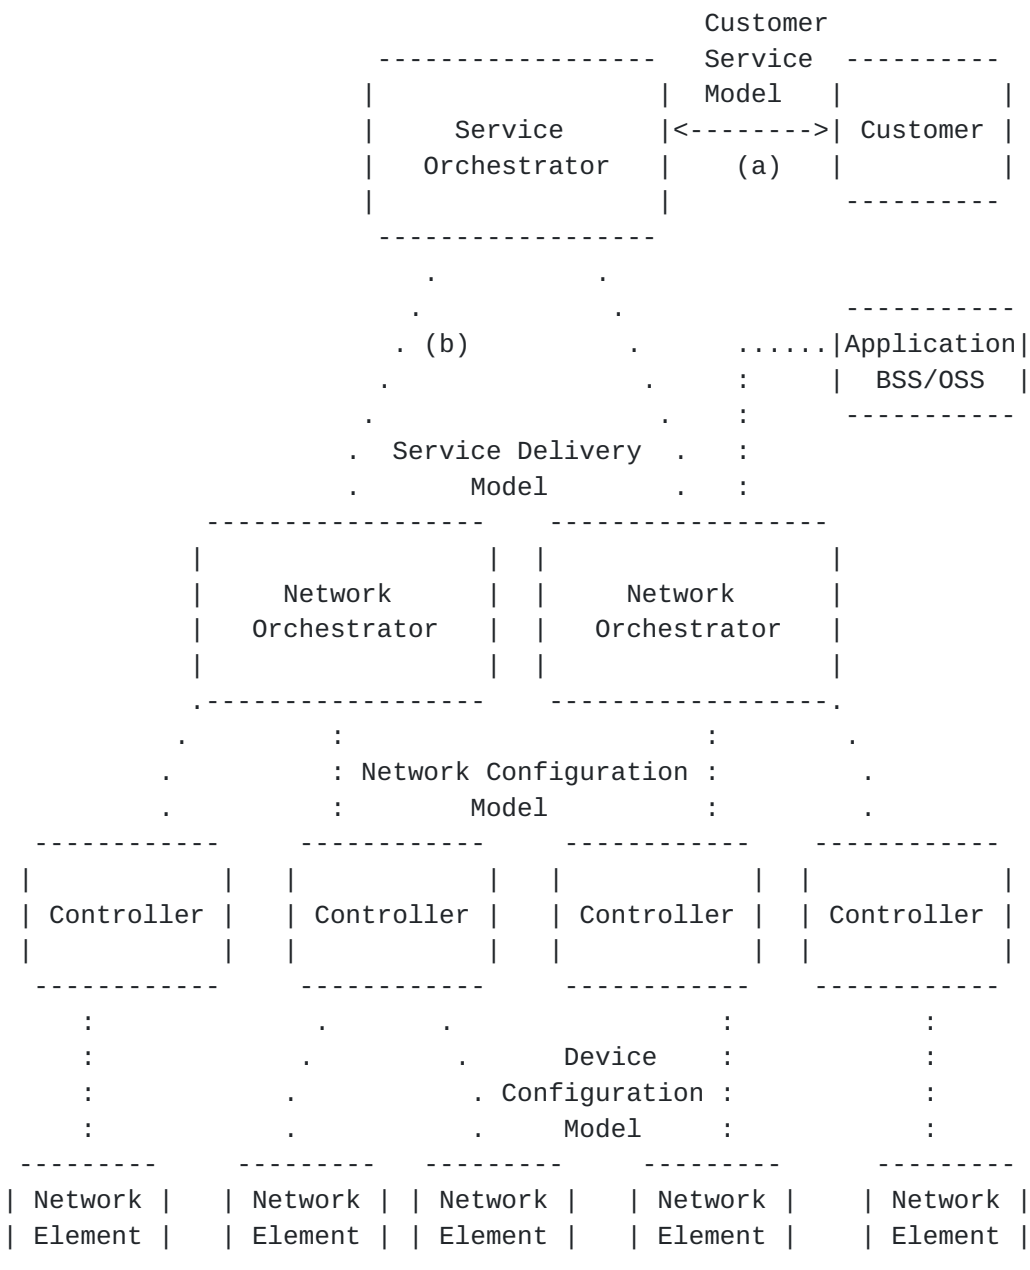 Customer
                        ------------------   Service  ----------
                       |                  |  Model   |          |
                       |     Service      |<-------->| Customer |
                       |   Orchestrator   |    (a)   |          |
                       |                  |           ----------
                        ------------------
                           .          .
                          .            .              -----------
                         . (b)          .      ......|Application|
                        .                .     :     |  BSS/OSS  |
                       .                  .    :      -----------
                      .  Service Delivery  .   :
                      .       Model        .   :
             ------------------    ------------------
            |                  |  |                  |
            |     Network      |  |     Network      |
            |   Orchestrator   |  |   Orchestrator   |
            |                  |  |                  |
            .------------------    ------------------.
           .         :                       :        .
          .          : Network Configuration :         .
          .          :        Model          :         .
  ------------     ------------     ------------    ------------
 |            |   |            |   |            |  |            |
 | Controller |   | Controller |   | Controller |  | Controller |
 |            |   |            |   |            |  |            |
  ------------     ------------     ------------    ------------
     :              .       .                 :            :
     :             .         .      Device    :            :
     :            .           . Configuration :            :
     :            .           .     Model     :            :
 ---------     ---------   ---------     ---------      ---------
| Network |   | Network | | Network |   | Network |    | Network |
| Element |   | Element | | Element |   | Element |    | Element |